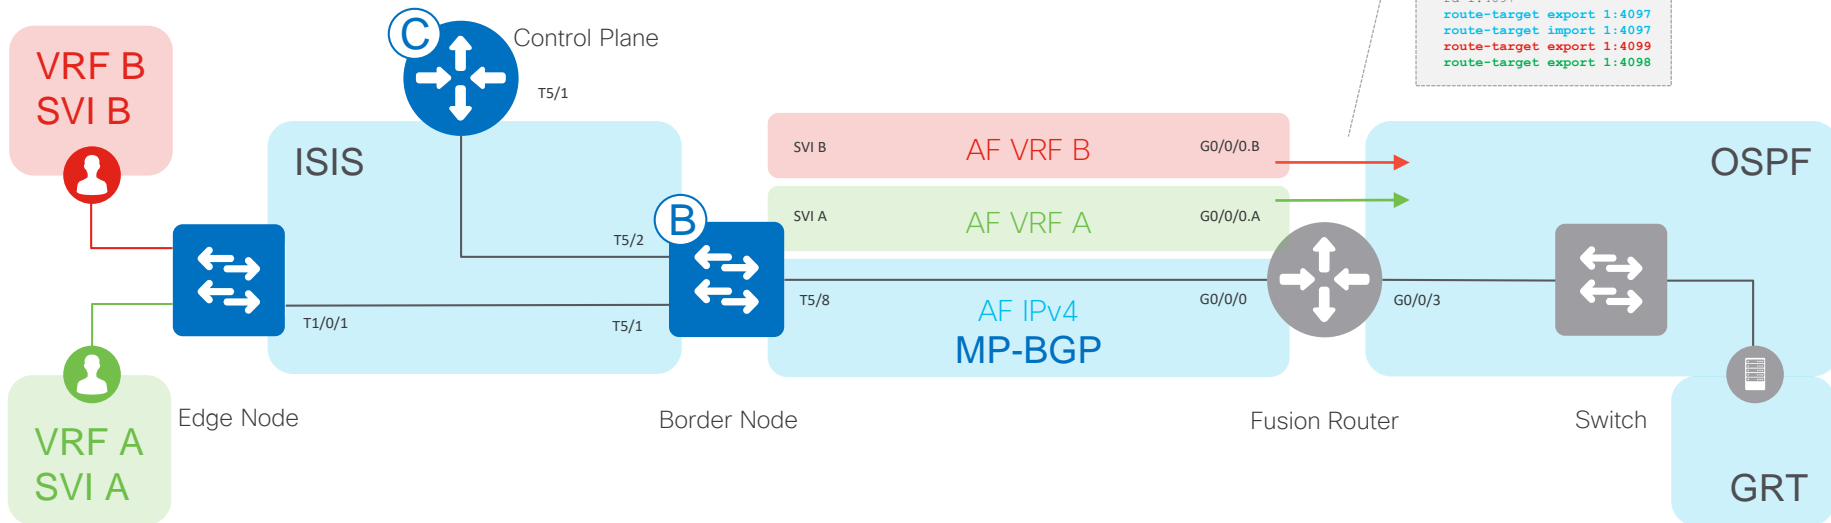 route-target export 1:4097
route-target import 1:4097
route-target export 1:4099
route-target export 1:4098
C
Control Plane
T5/1
VRF B
SVI B
ISIS
SVI B
AF VRF B
G0/0/0.B
OSPF
SVI A
AF VRF A
G0/0/0.A
B
T5/2
T1/0/1
T5/1
T5/8
G0/0/0
G0/0/3
AF IPv4
MP-BGP
Edge Node
Border Node
Fusion Router
Switch
VRF A
SVI A
GRT